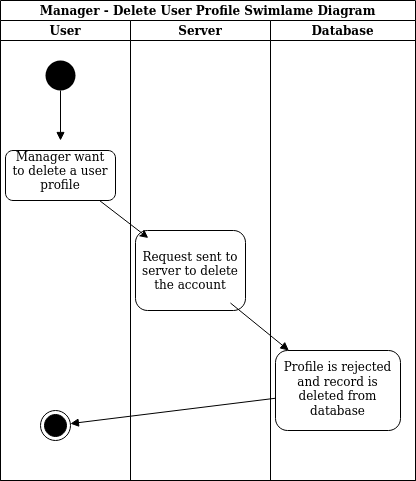 Manager - Delete User Profile Swimlame Diagram
User
Server
Database
Manager want
to delete a user
profile
Request sent to
server to delete
the account
Profile is rejected
and record is
deleted from
database